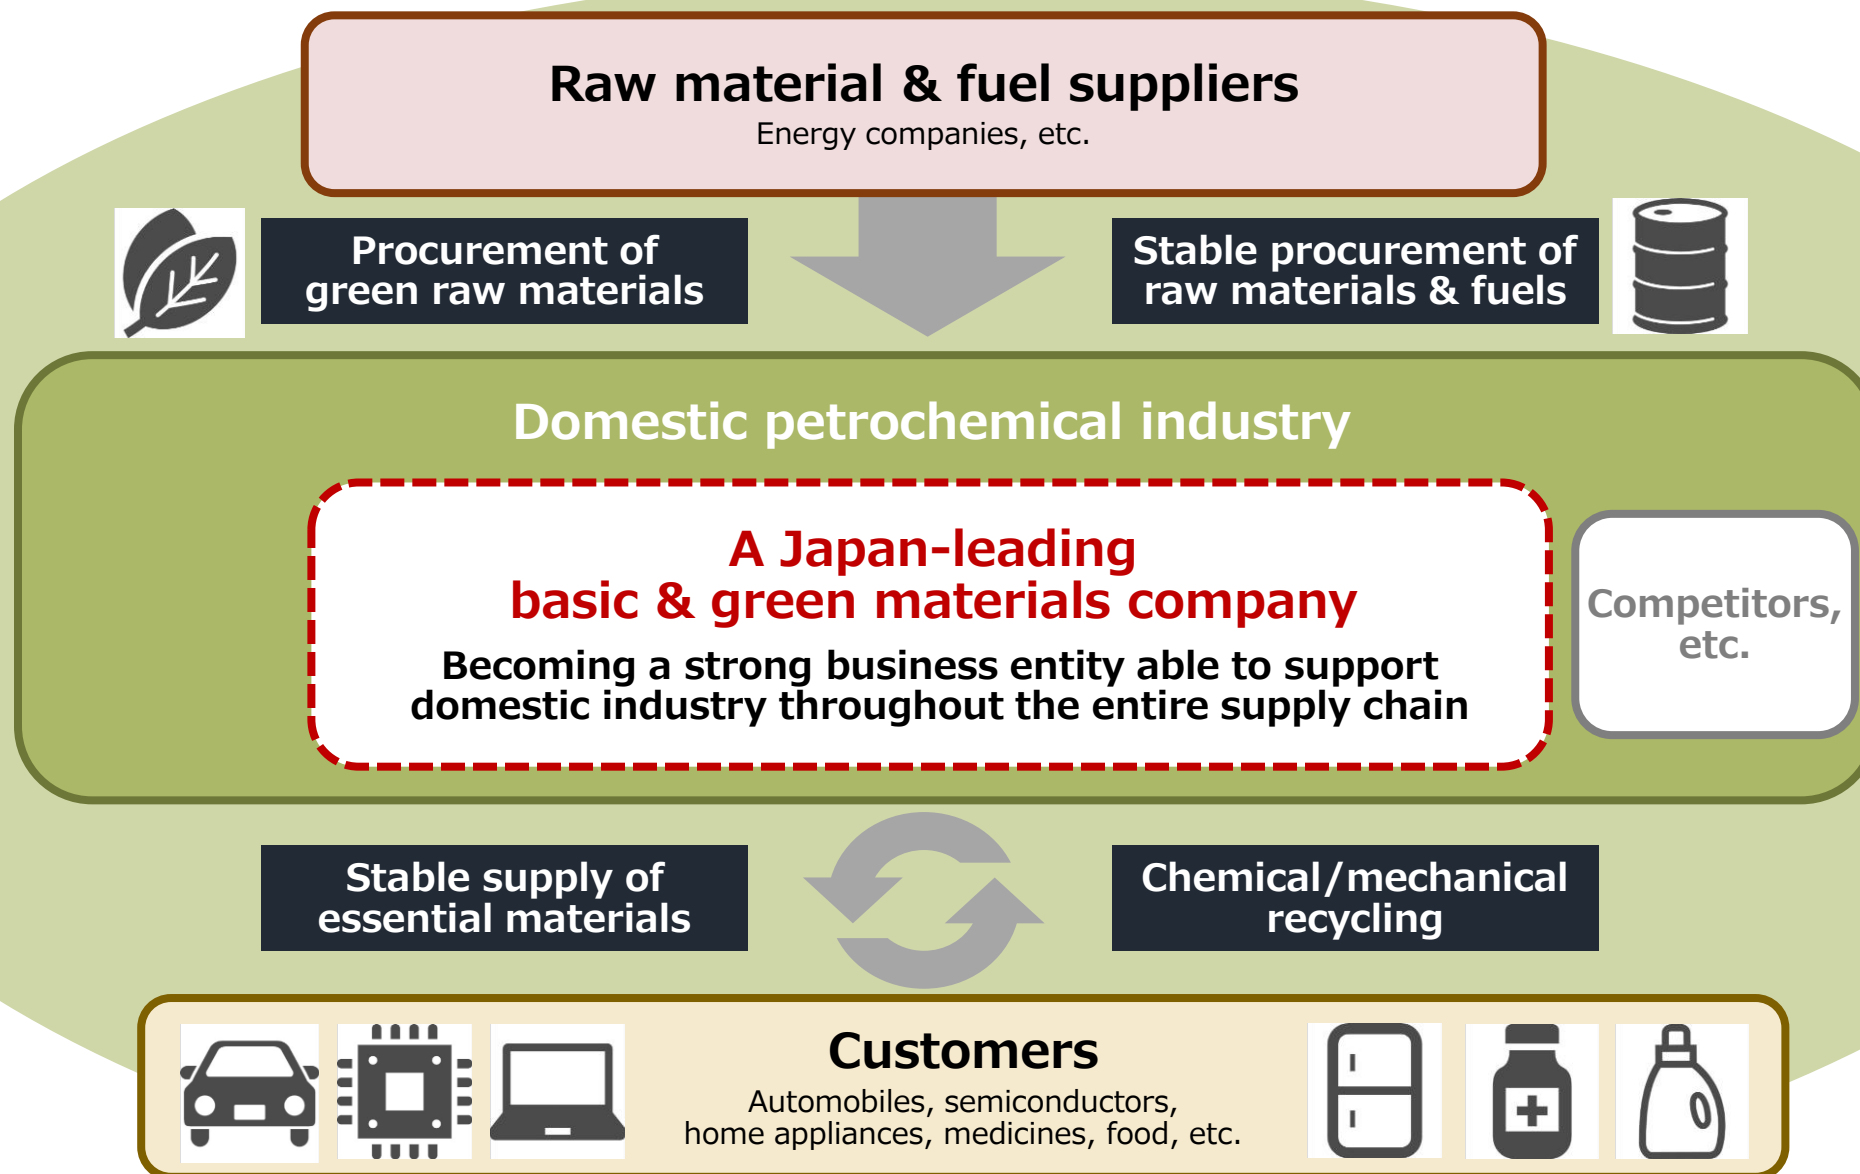 Raw material & fuel suppliers
Energy companies, etc.
Procurement of
green raw materials
Stable procurement of
raw materials & fuels
Domestic petrochemical industry
A Japan-leading
basic & green materials company
Becoming a strong business entity able to support
domestic industry throughout the entire supply chain
Competitors,
etc.
Stable supply of
essential materials
Chemical/mechanical
recycling
Customers
Automobiles, semiconductors,
home appliances, medicines, food, etc.